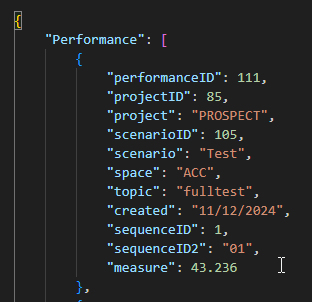 {
"Performance": [
{
"performanceID": 111,
"projectID": 85,
"project": "PROSPECT",
"scenarioID": 105,
"scenario": "Test",
"space": "ACC",
"topic": "fulltest",
"created": "11/12/2024",
"sequenceID": 1,
"sequenceID2": "01",
"measure": 43.236
},